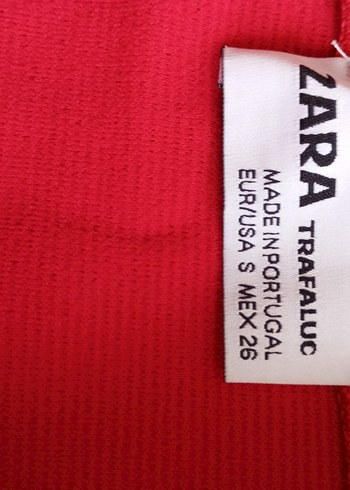 ZARA TRAFALUC
MADE IN PORTUGAL
EUR/USA S MEX 26